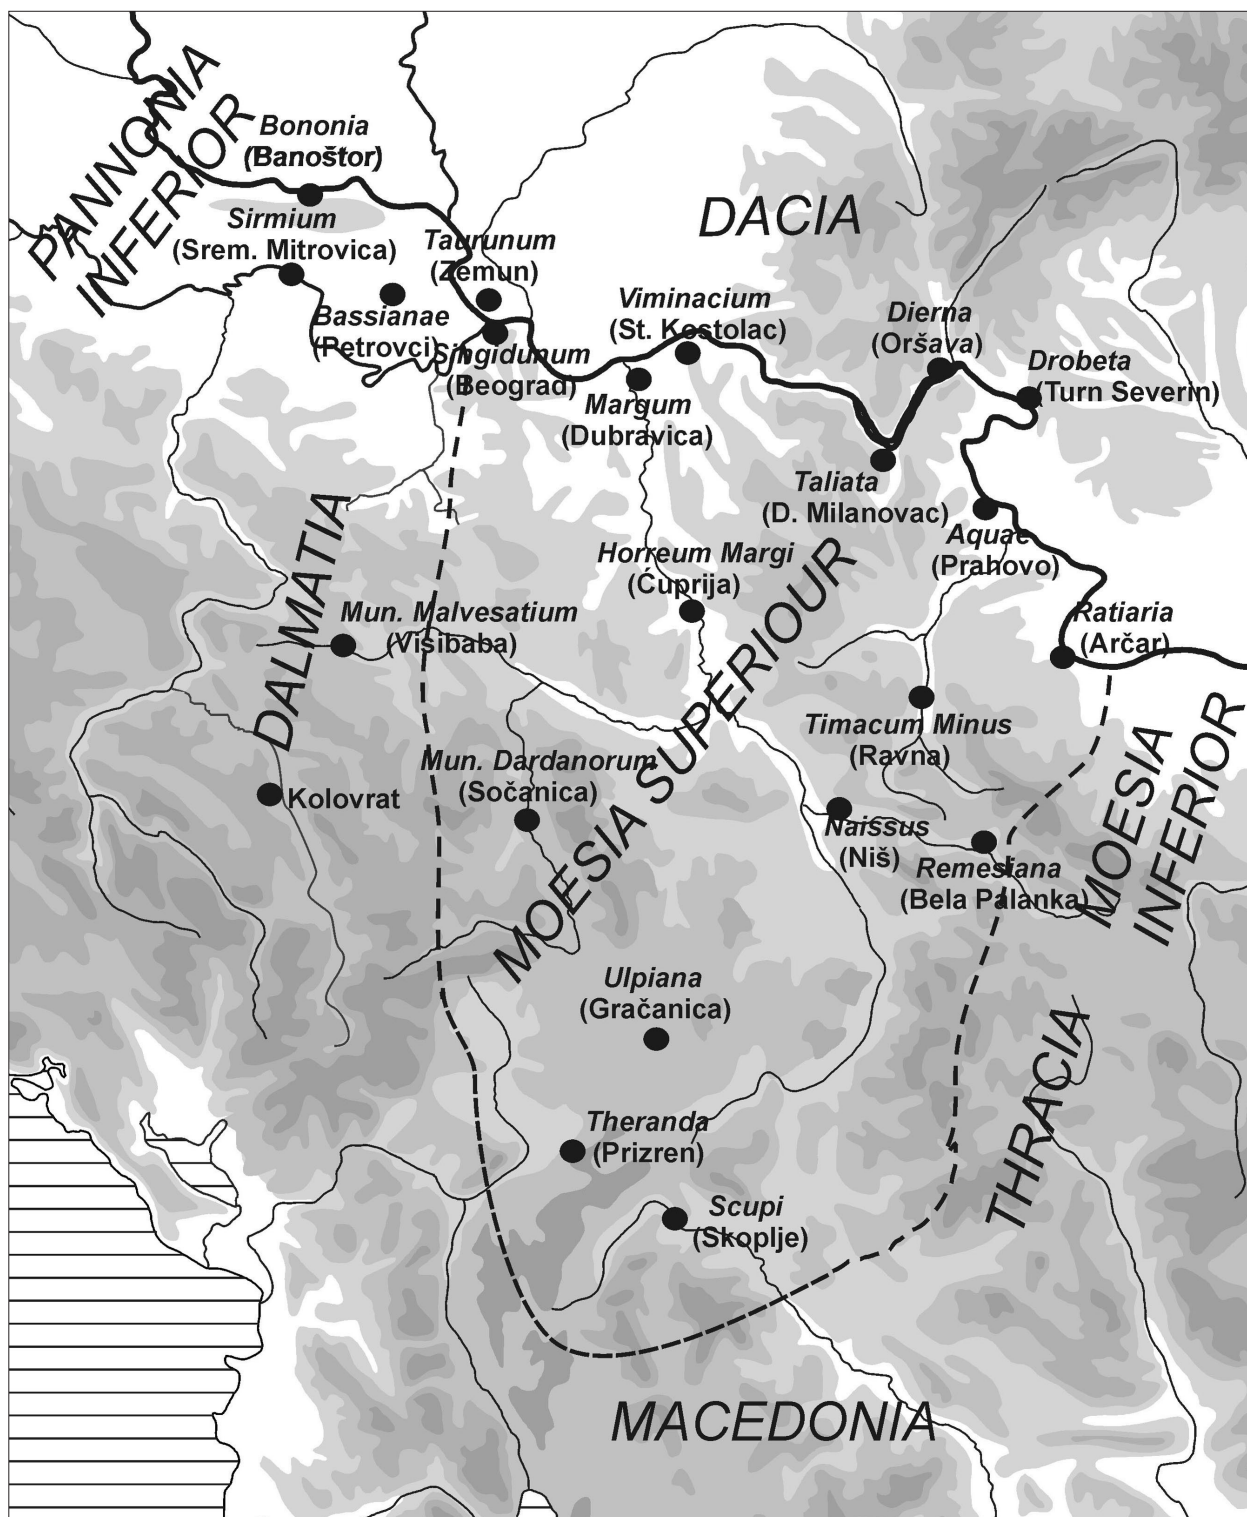 PANNONIA
INFERIOR
Bononia
(Banoštor)
Sirmium
(Srem. Mitrovica)
Taurunum
(Zemun)
Bassianae
(Petrovci)
Singidunum
(Beograd)
DACIA
Viminacium
(St. Kostolac)
Margum
(Dubravica)
Dierna
(Oršava)
Drobeta
(Turn Severin)
Taliata
(D. Milanovac)
Aquae
(Prahovo)
Horreum Margi
(Ćuprija)
DALMATIA
Mun. Malvesatium
(Visibaba)
Ratiaria
(Arčar)
MOESIA SUPERIOUR
Timacum Minus
(Ravna)
Mun. Dardanorum
(Sočanica)
Kolovrat
Naissus
(Niš)
Remesiana
(Bela Palanka)
MOESIA
INFERIOR
Ulpiana
(Gračanica)
THRACIA
Theranda
(Prizren)
Scupi
(Skoplje)
MACEDONIA